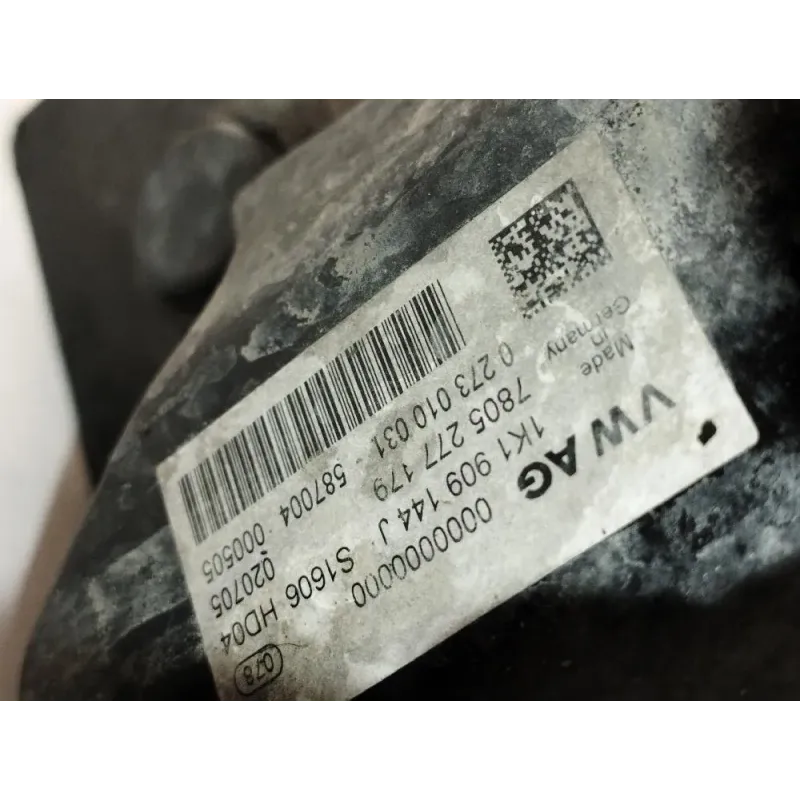 VW AG 0000000000
1K1 909 144 J S1606 HD04
7805 277 179 020705
0 273 010 031 - 587004 000505
Made
in
Germany
078